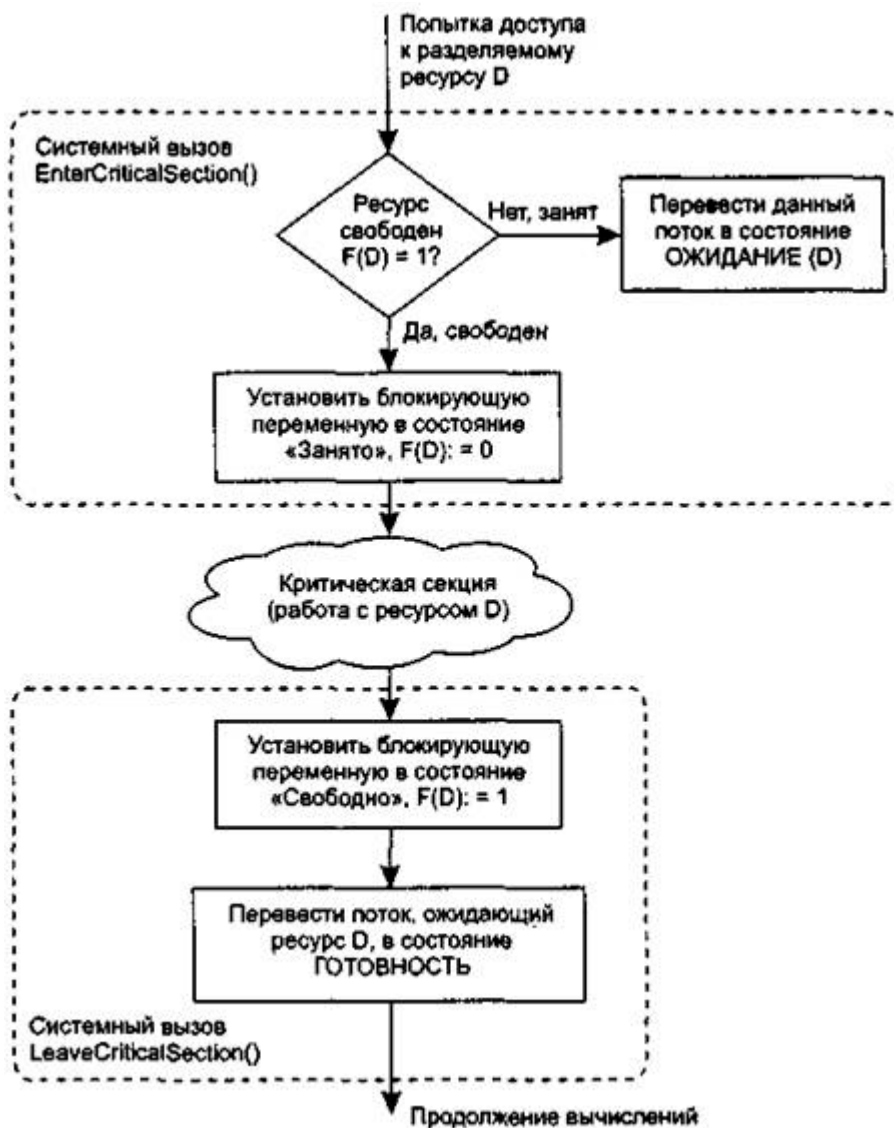 Попытка доступа
к разделяемому
ресурсу D
Системный вызов
EnterCriticalSection()
Ресурс
свободен
F(D) = 1?
Нет, занят
Перевести данный
поток в состояние
ОЖИДАНИЕ (D)
Да, свободен
Установить блокирующую
переменную в состояние
«Занято», F(D): = 0
Критическая секция
(работа с ресурсом D)
Установить блокирующую
переменную в состояние
«Свободно», F(D): = 1
Перевести поток, ожидающий
ресурс D, в состояние
ГОТОВНОСТЬ
Системный вызов
LeaveCriticalSection()
Продолжение вычислений